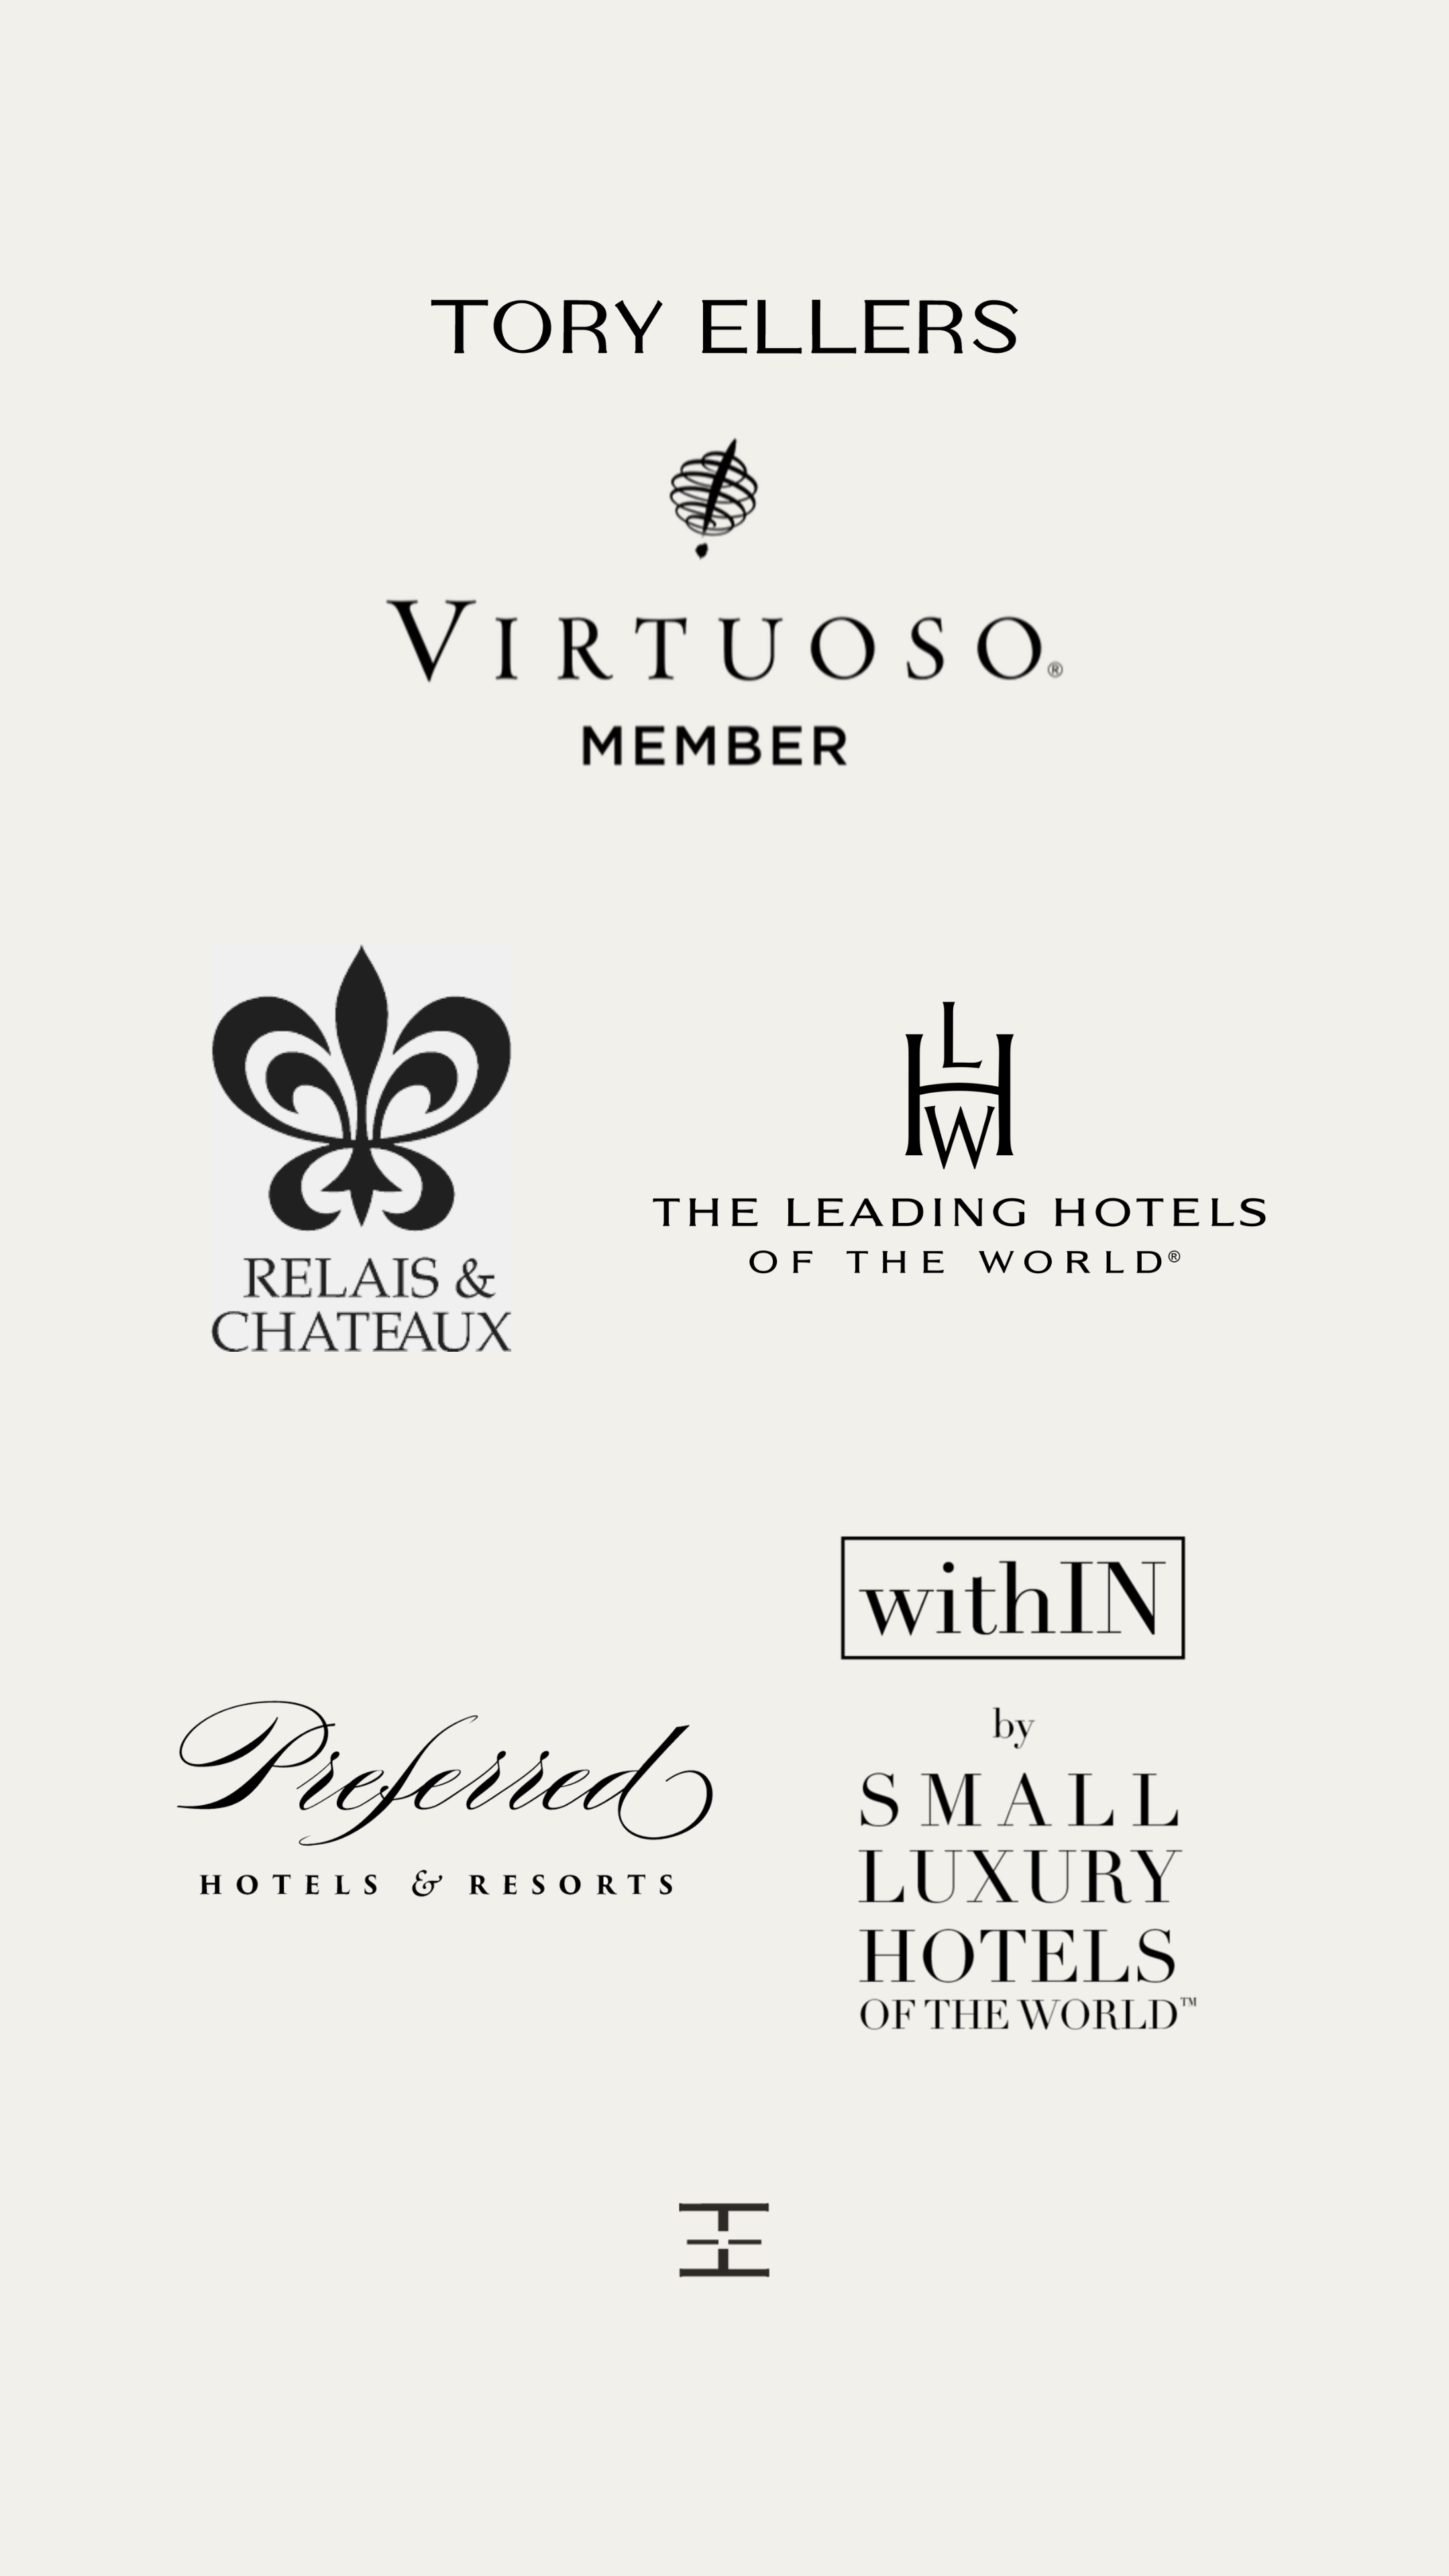 TORY ELLERS
VIRTUOSO®
MEMBER
RELAIS &
CHATEAUX
LHW
THE LEADING HOTELS
OF THE WORLD®
Preferred
HOTELS & RESORTS
withIN
by
SMALL
LUXURY
HOTELS
OF THE WORLD™